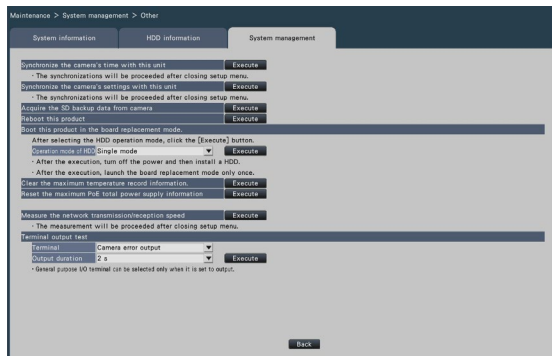 Maintenance > System management > Other
System information HDD information System management
Synchronize the camera's time with this unit Execute
・The synchronizations will be proceeded after closing setup menu.
Synchronize the camera's settings with this unit Execute
・The synchronizations will be proceeded after closing setup menu.
Acquire the SD backup data from camera Execute
Reboot this product Execute
Boot this product in the board replacement mode.
After selecting the HDD operation mode, click the [Execute] button.
Operation mode of HDD Single mode Execute
・After the execution, turn off the power and then install a HDD.
・After the execution, launch the board replacement mode only once.
Clear the maximum temperature record information. Execute
Reset the maximum PoE total power supply information Execute
Measure the network transmission/reception speed Execute
・The measurement will be proceeded after closing setup menu.
Terminal output test
Terminal Camera error output
Output duration 2 a Execute
・General purpose I/O terminal can be selected only when it is set to output.
Back